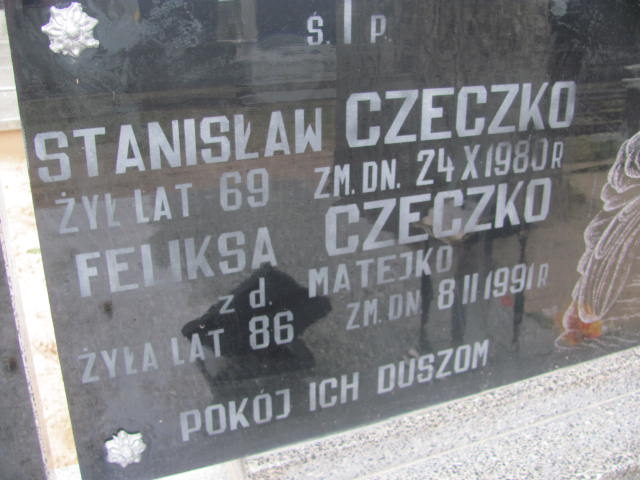 Ś. P.
STANISŁAW CZECZKO
ŻYŁ LAT 69 ZM. DN. 24 X 1980 R
FELIKSA CZECZKO
z d. MATEJKO
ŻYŁA LAT 86 ZM. DN. 8 II 1991 R
POKÓJ ICH DUSZOM